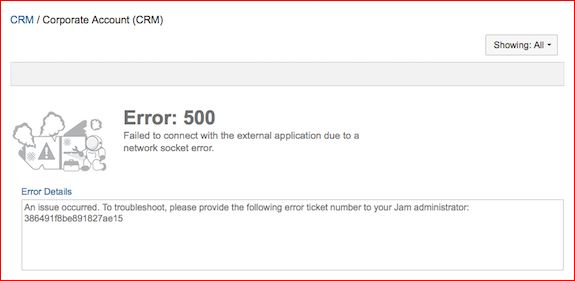 CRM / Corporate Account (CRM)
Showing: All
Error: 500
Failed to connect with the external application due to a
network socket error.
Error Details
An issue occurred. To troubleshoot, please provide the following error ticket number to your Jam administrator:
386491f8be891827ae15